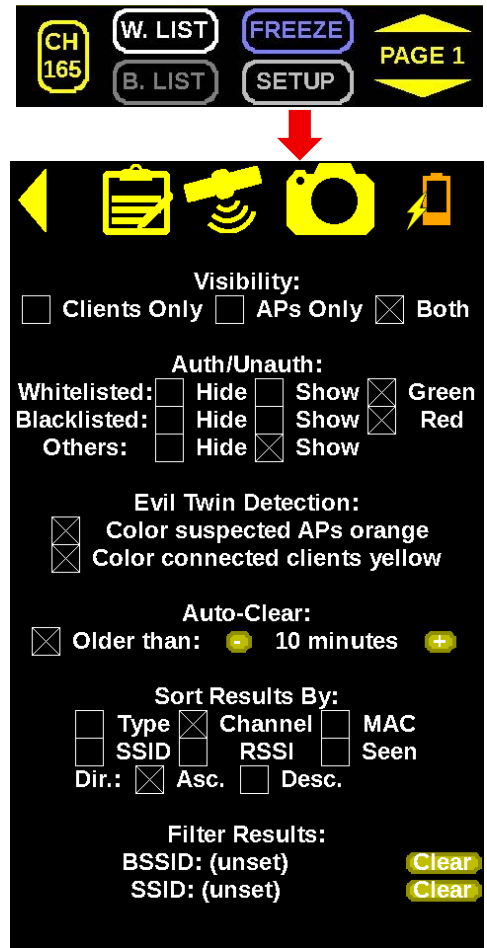 CH 165
W. LIST
FREEZE
PAGE 1
B. LIST
SETUP
Visibility:
Clients Only APs Only Both
Auth/Unauth:
Whitelisted: Hide Show Green
Blacklisted: Hide Show Red
Others: Hide Show
Evil Twin Detection:
Color suspected APs orange
Color connected clients yellow
Auto-Clear:
Older than: - 10 minutes +
Sort Results By:
Type Channel MAC
SSID RSSI Seen
Dir.: Asc. Desc.
Filter Results:
BSSID: (unset) Clear
SSID: (unset) Clear